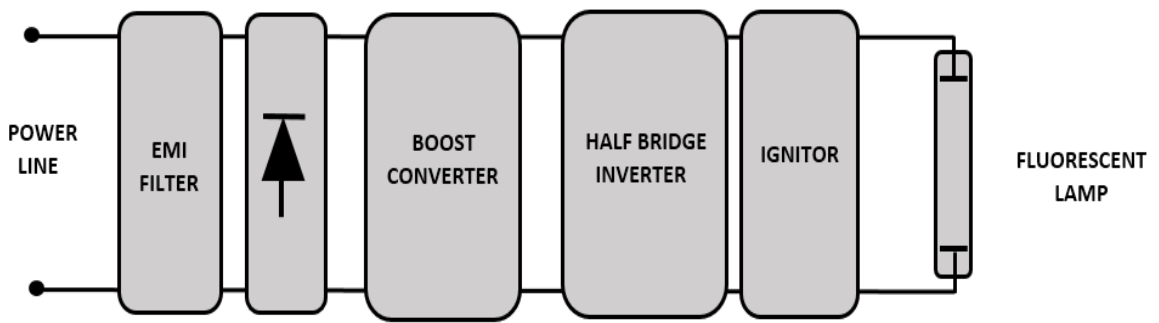 POWER
LINE
EMI
FILTER
BOOST
CONVERTER
HALF BRIDGE
INVERTER
IGNITOR
FLUORESCENT
LAMP